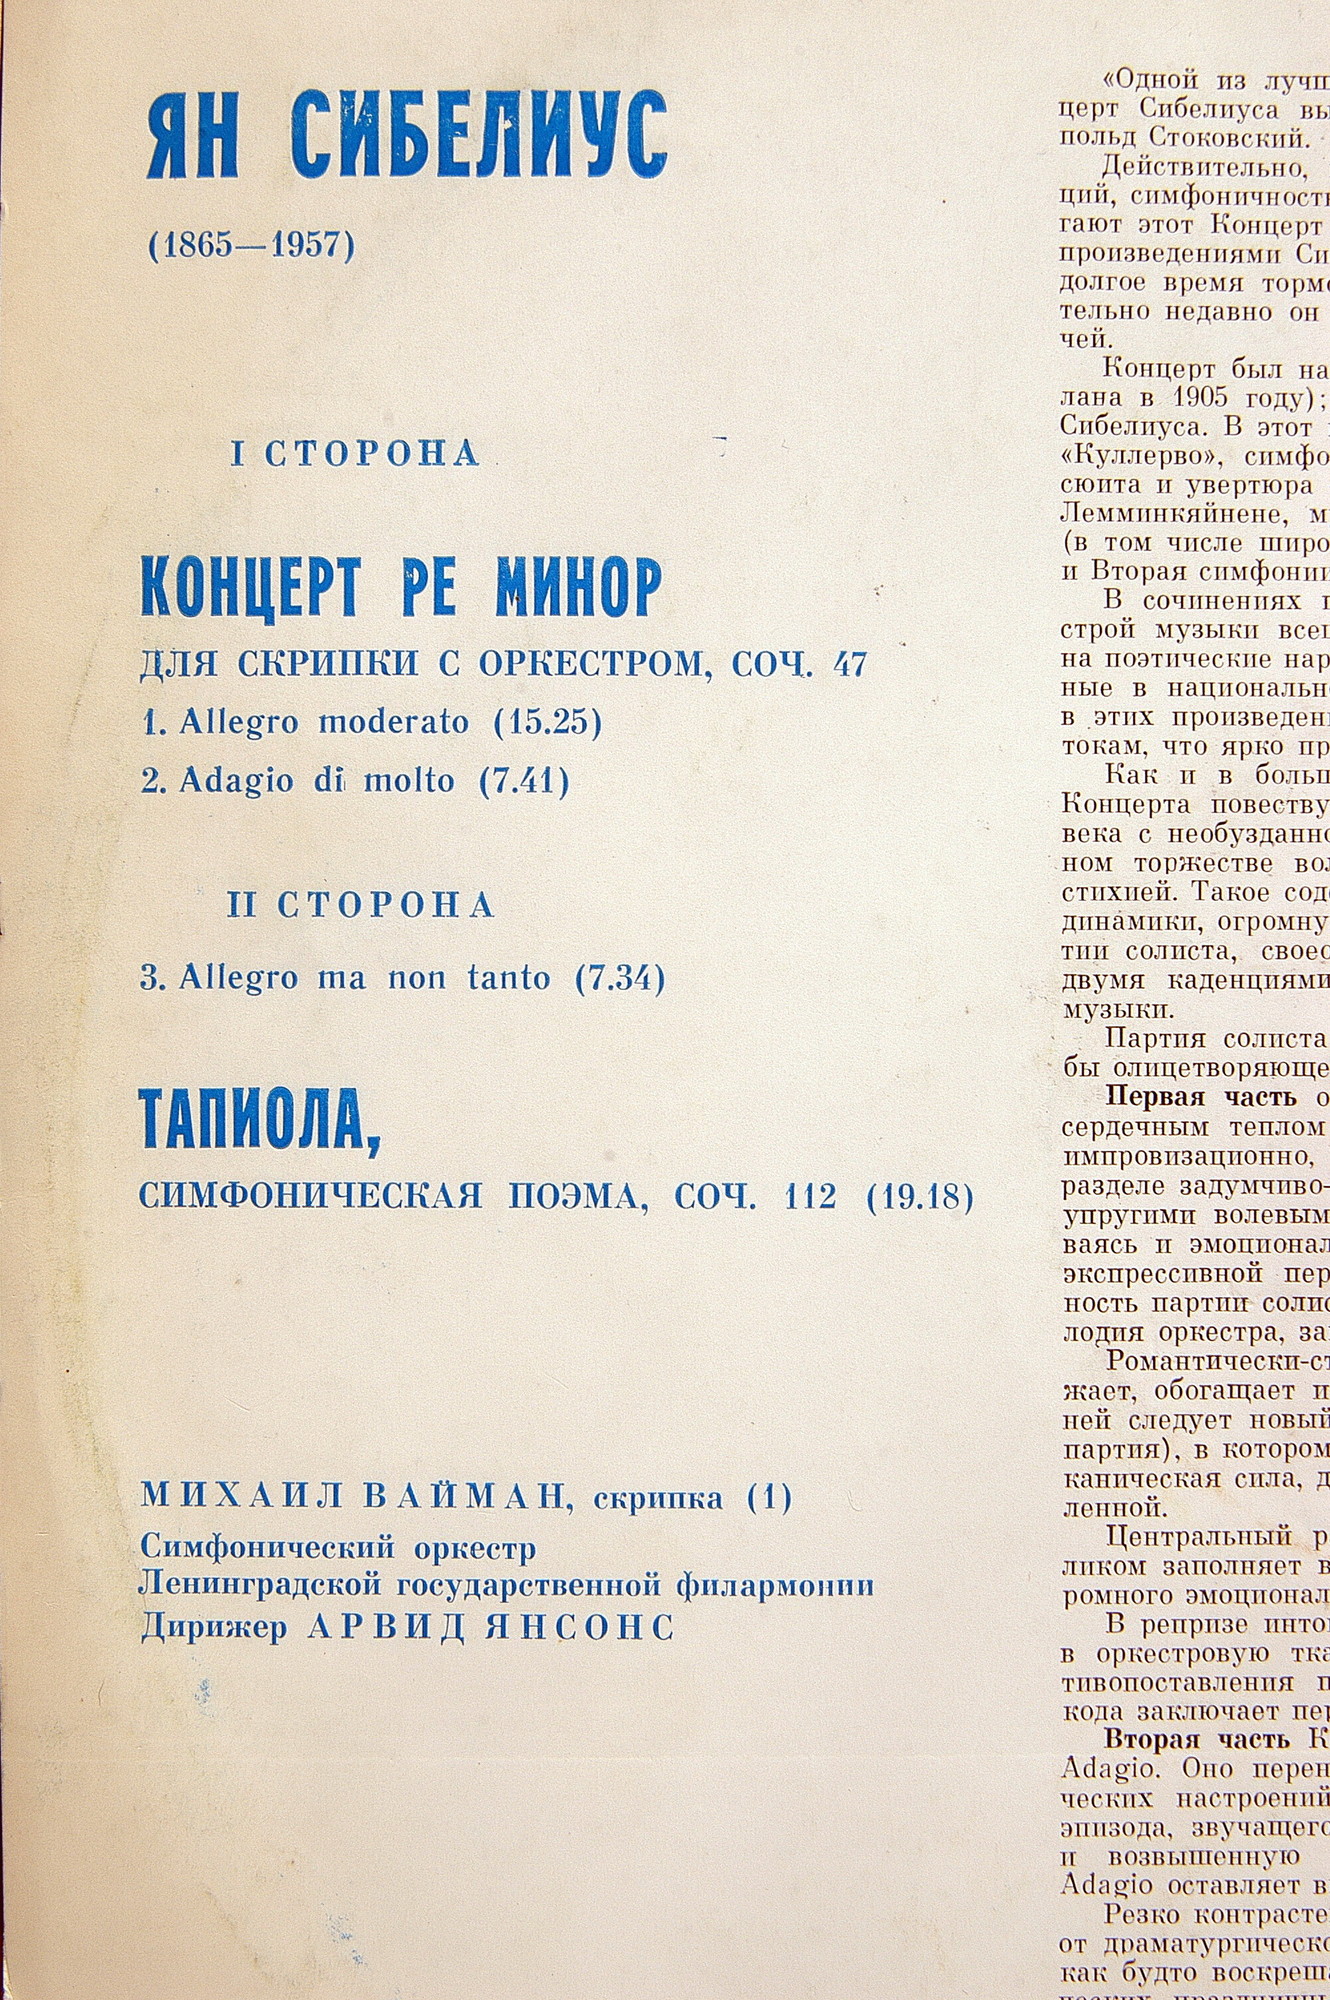 ЯН СИБЕЛИУС
(1865—1957)
I СТОРОНА
КОНЦЕРТ РЕ МИНОР
ДЛЯ СКРИПКИ С ОРКЕСТРОМ, СОЧ. 47
1. Allegro moderato (15.25)
2. Adagio di molto (7.41)
II СТОРОНА
3. Allegro ma non tanto (7.34)
ТАПИОЛА,
СИМФОНИЧЕСКАЯ ПОЭМА, СОЧ. 112 (19.18)
МИХАИЛ ВАЙМАН, скрипка (1)
Симфонический оркестр
Ленинградской государственной филармонии
Дирижер АРВИД ЯНСОНС
«Одной из
церт Сибелиуса
польд Стоковский.
Действительно,
ций,
гают этот Концерт
произведениями
долгое время
тельно недавно он
чей.
Концерт был
лана в 1905 году);
Сибелиуса. В этот
«Куллерво»,
сюита и увертюра
Лемминкяйнене,
(в том числе
и Вторая
В сочинениях
строй музыки
на поэтические
ные в
в этих
токам, что ярко
Как и в
Концерта
века с
ном торжестве
стихией. Такое
динамики,
тии солиста,
двумя каденциями
музыки.
Партия солиста
бы
Первая часть
сердечным теплом
импровизационно,
разделе задумчиво-
упругими
ваясь и
экспрессивной
ность партии
лодия оркестра,
жает, обогащает
ней следует новый
партия), в котором
каническая сила,
ленной.
Центральный
ликом заполняет
ромного
В репризе
в оркестровую
тивопоставления
кода заключает
Вторая часть
Adagio. Оно
ческих настроений
эпизода,
и возвышенную
Adagio оставляет
Резко
от
как будто